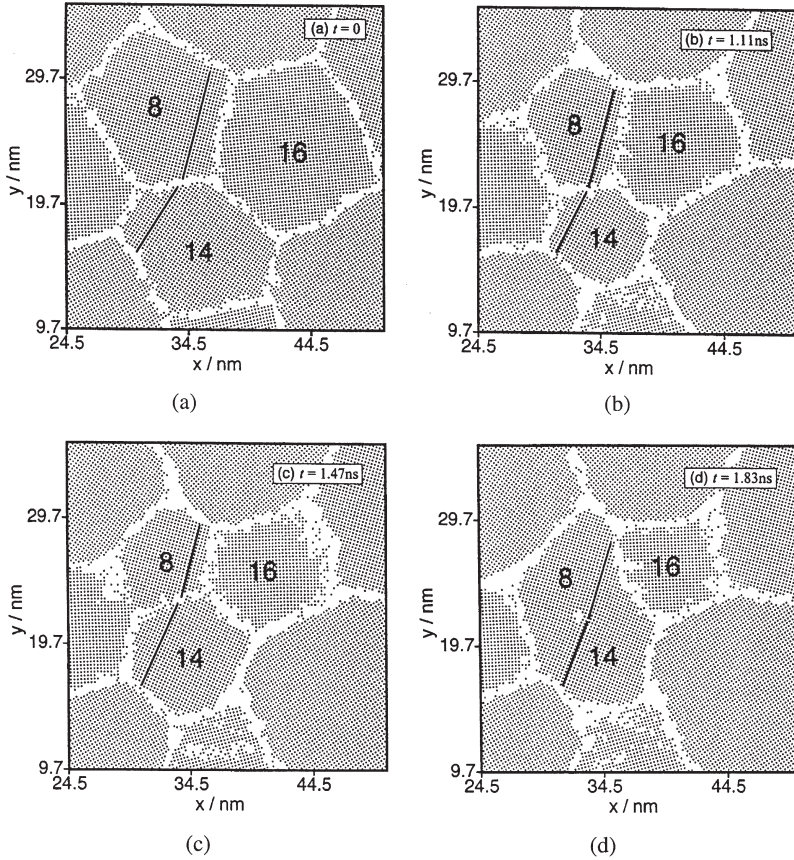 (a) t = 0
29.7
8
16
y / nm
19.7
14
9.7
24.5 34.5 44.5
x / nm
(a)
(b) t = 1.11ns
29.7
8
16
y / nm
19.7
14
9.7
24.5 34.5 44.5
x / nm
(b)
(c) t = 1.47ns
29.7
8
16
y / nm
19.7
14
9.7
24.5 34.5 44.5
x / nm
(c)
(d) t = 1.83ns
29.7
8
16
y / nm
19.7
14
9.7
24.5 34.5 44.5
x / nm
(d)